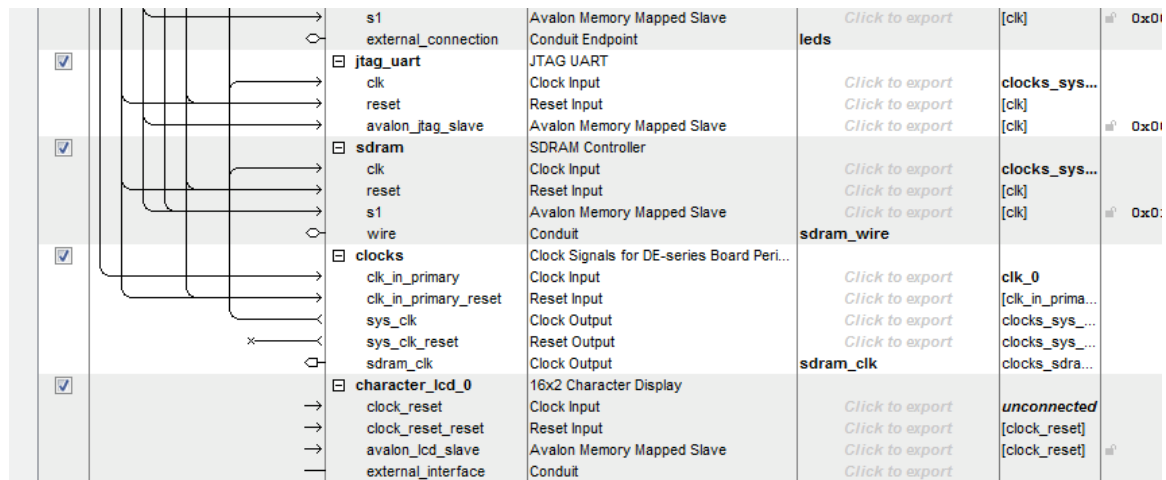 s1 Avalon Memory Mapped Slave Click to export [clk] 0x0
external_connection Conduit Endpoint leds
jtag_uart JTAG UART
clk Clock Input Click to export clocks_sys...
reset Reset Input Click to export [clk]
avalon_jtag_slave Avalon Memory Mapped Slave Click to export [clk] 0x0
sdram SDRAM Controller
clk Clock Input Click to export clocks_sys...
reset Reset Input Click to export [clk]
s1 Avalon Memory Mapped Slave Click to export [clk] 0x0
wire Conduit sdram_wire
clocks Clock Signals for DE-series Board Peri...
clk_in_primary Clock Input Click to export clk_0
clk_in_primary_reset Reset Input Click to export [clk_in_prima...
sys_clk Clock Output Click to export clocks_sys_...
sys_clk_reset Reset Output Click to export clocks_sys_...
sdram_clk Clock Output sdram_clk clocks_sdra...
character_lcd_0 16x2 Character Display
clock_reset Clock Input Click to export unconnected
clock_reset_reset Reset Input Click to export [clock_reset]
avalon_lcd_slave Avalon Memory Mapped Slave Click to export [clock_reset]
external_interface Conduit Click to export